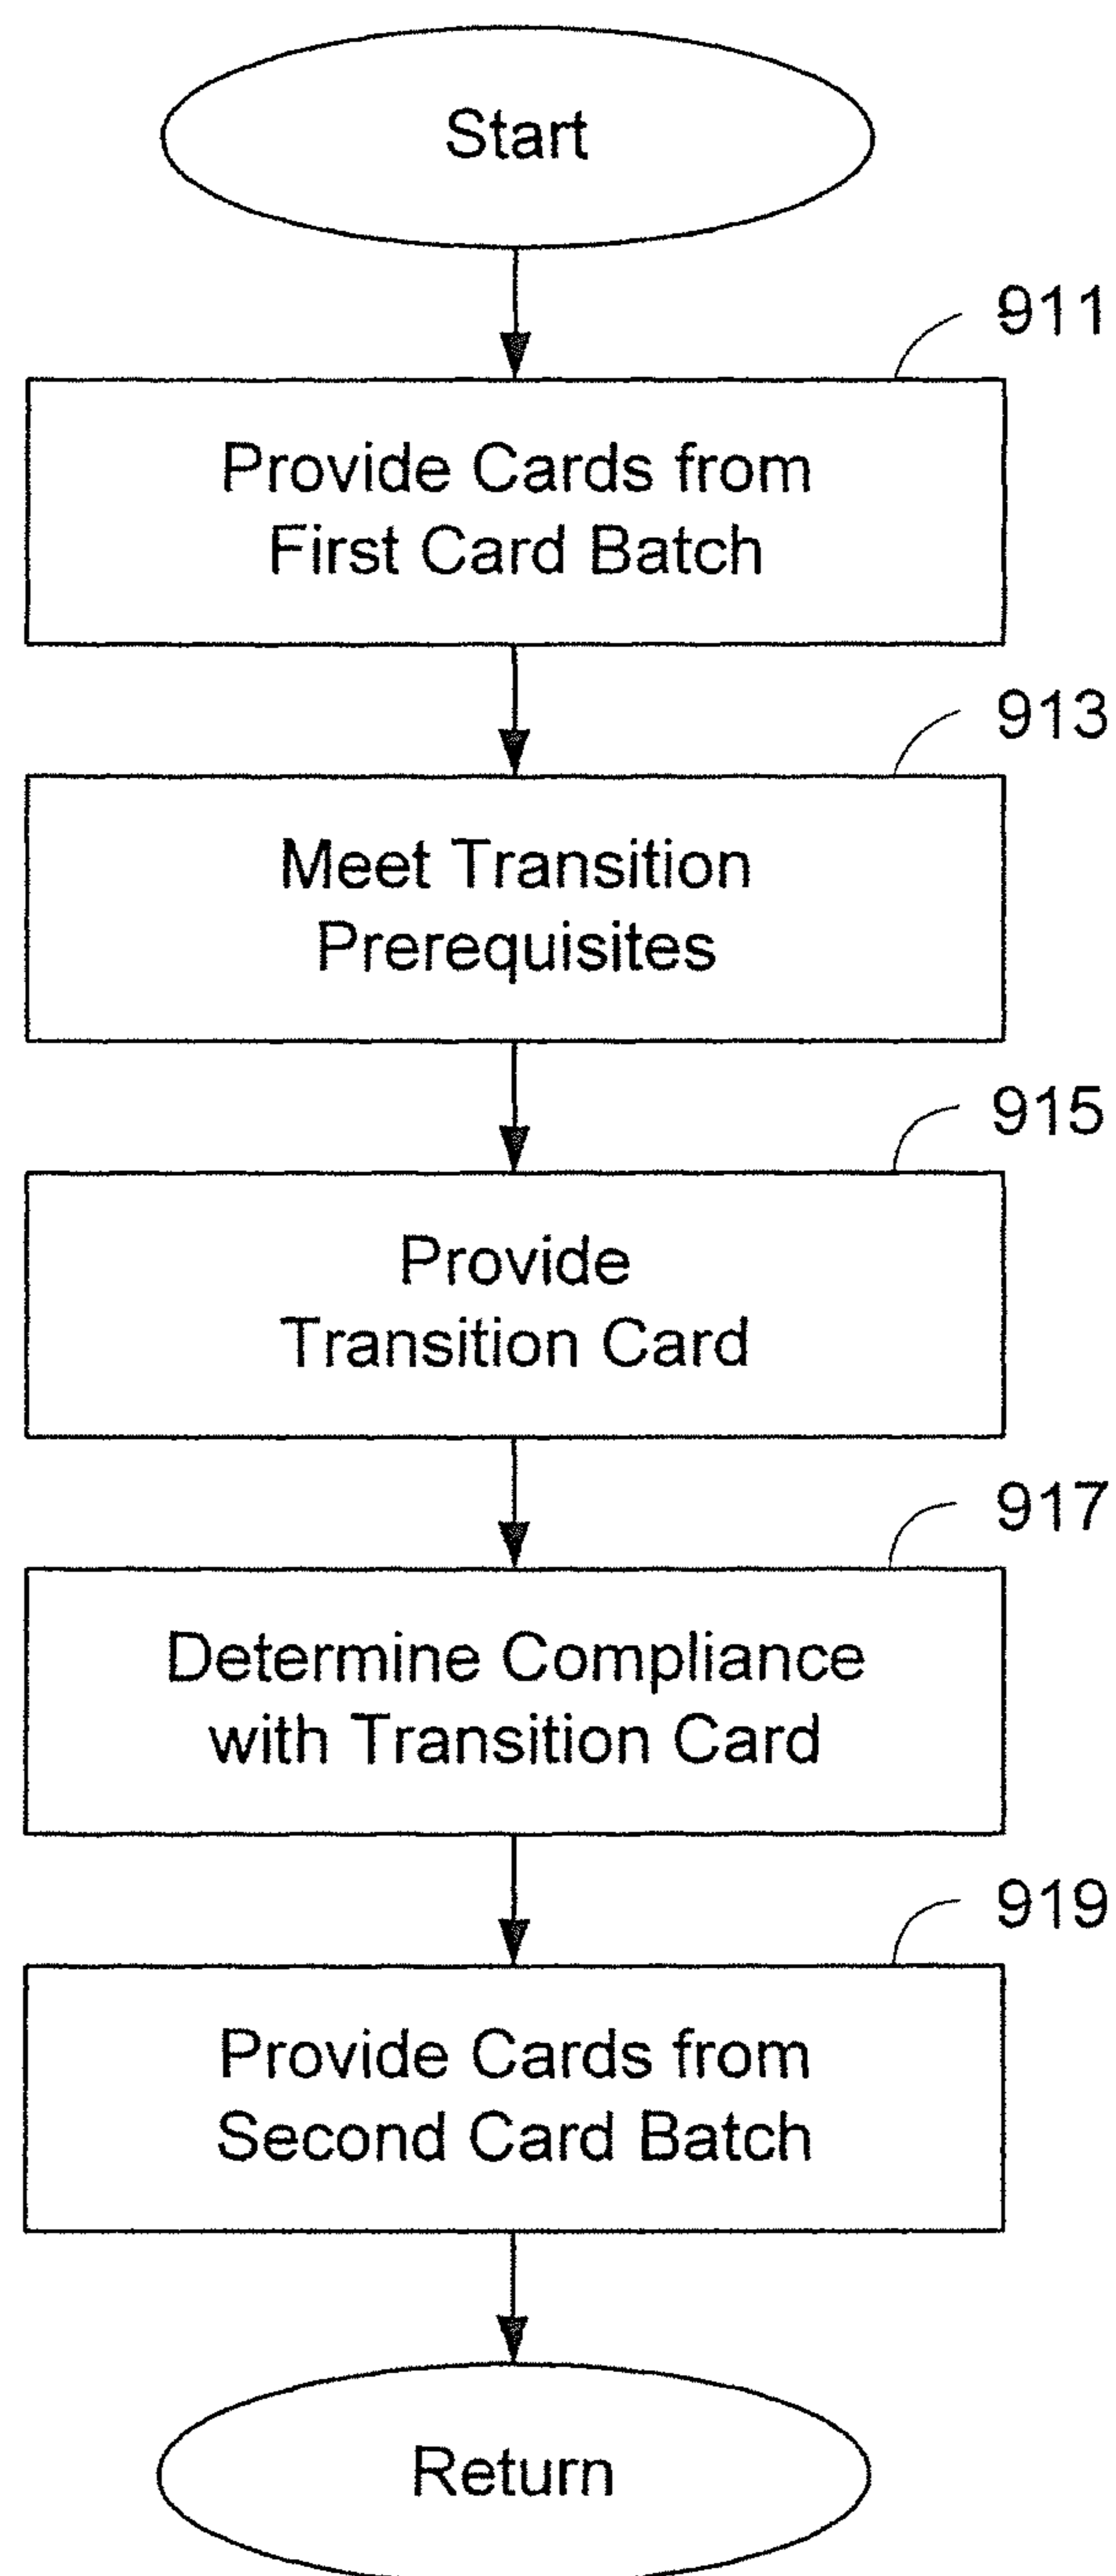 Start
911
Provide Cards from
First Card Batch
913
Meet Transition
Prerequisites
915
Provide
Transition Card
917
Determine Compliance
with Transition Card
919
Provide Cards from
Second Card Batch
Return